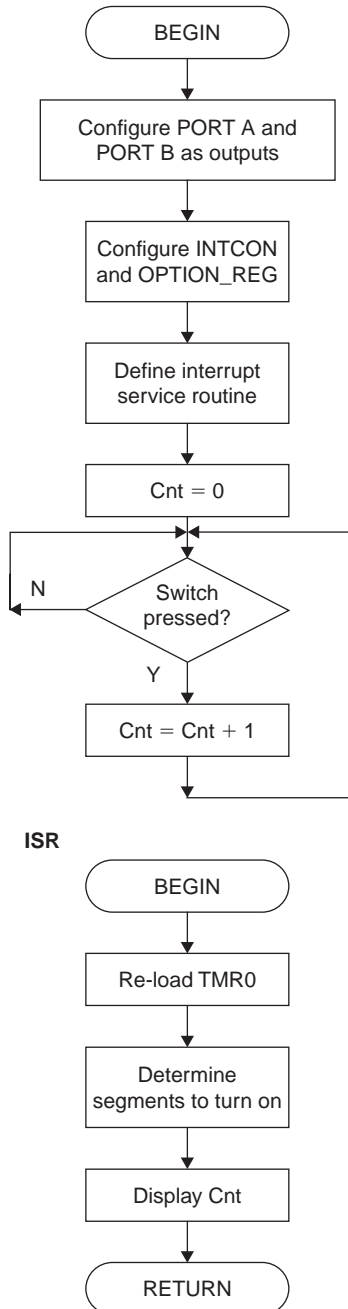 BEGIN
Configure PORT A and
PORT B as outputs
Configure INTCON
and OPTION_REG
Define interrupt
service routine
Cnt = 0
Switch
pressed?
N
Y
Cnt = Cnt + 1
ISR
BEGIN
Re-load TMR0
Determine
segments to turn on
Display Cnt
RETURN